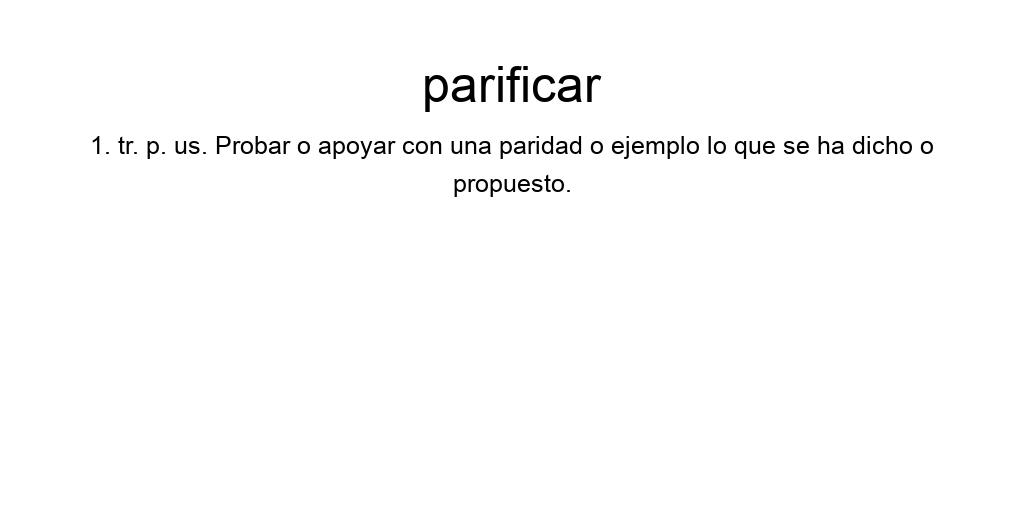 parificar
1. tr. p. us. Probar o apoyar con una paridad o ejemplo lo que se ha dicho o
propuesto.